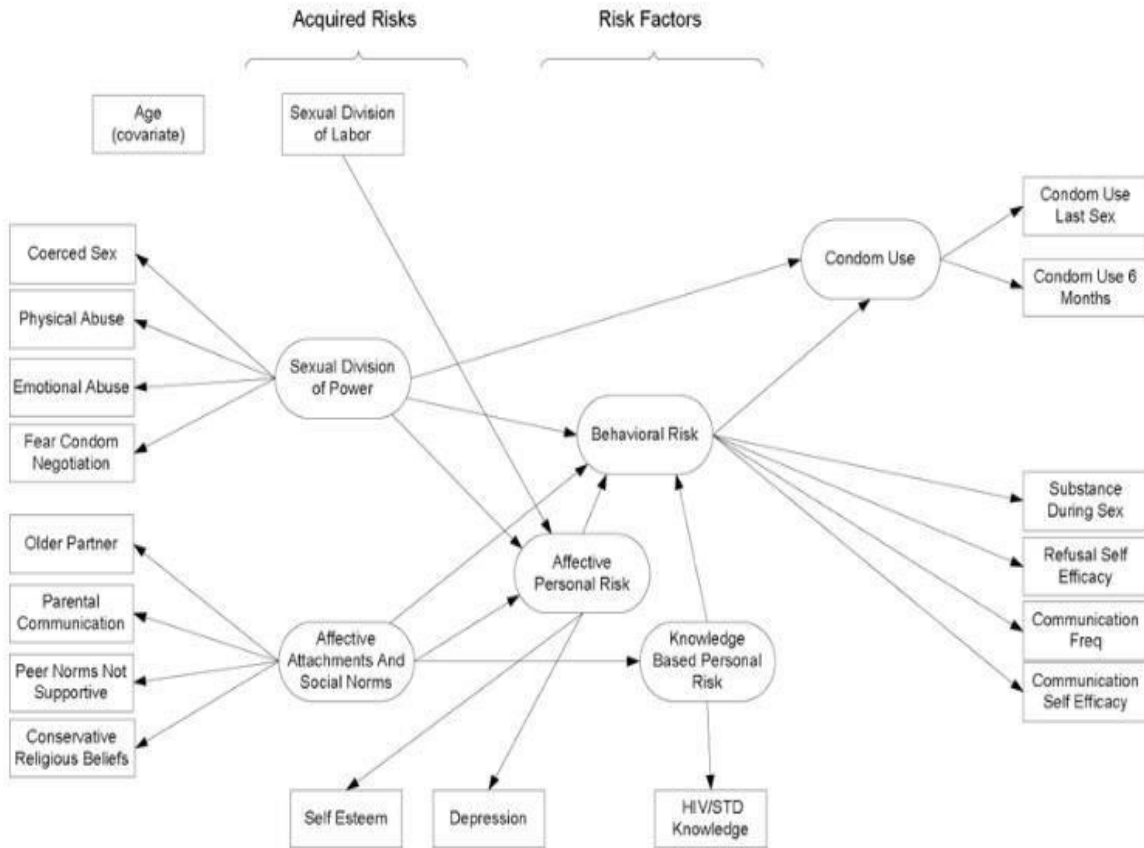 Acquired Risks
Risk Factors
Age
(covariate)
Sexual Division
of Labor
Condom Use
Last Sex
Coerced Sex
Condom Use
Condom Use 6
Months
Physical Abuse
Sexual Division
of Power
Emotional Abuse
Fear Condom
Negotiation
Behavioral Risk
Substance
During Sex
Older Partner
Affective
Personal Risk
Refusal Self
Efficacy
Parental
Communication
Affective
Attachments And
Social Norms
Knowledge
Based Personal
Risk
Communication
Freq
Peer Norms Not
Supportive
Communication
Self Efficacy
Conservative
Religious Beliefs
Self Esteem
Depression
HIV/STD
Knowledge